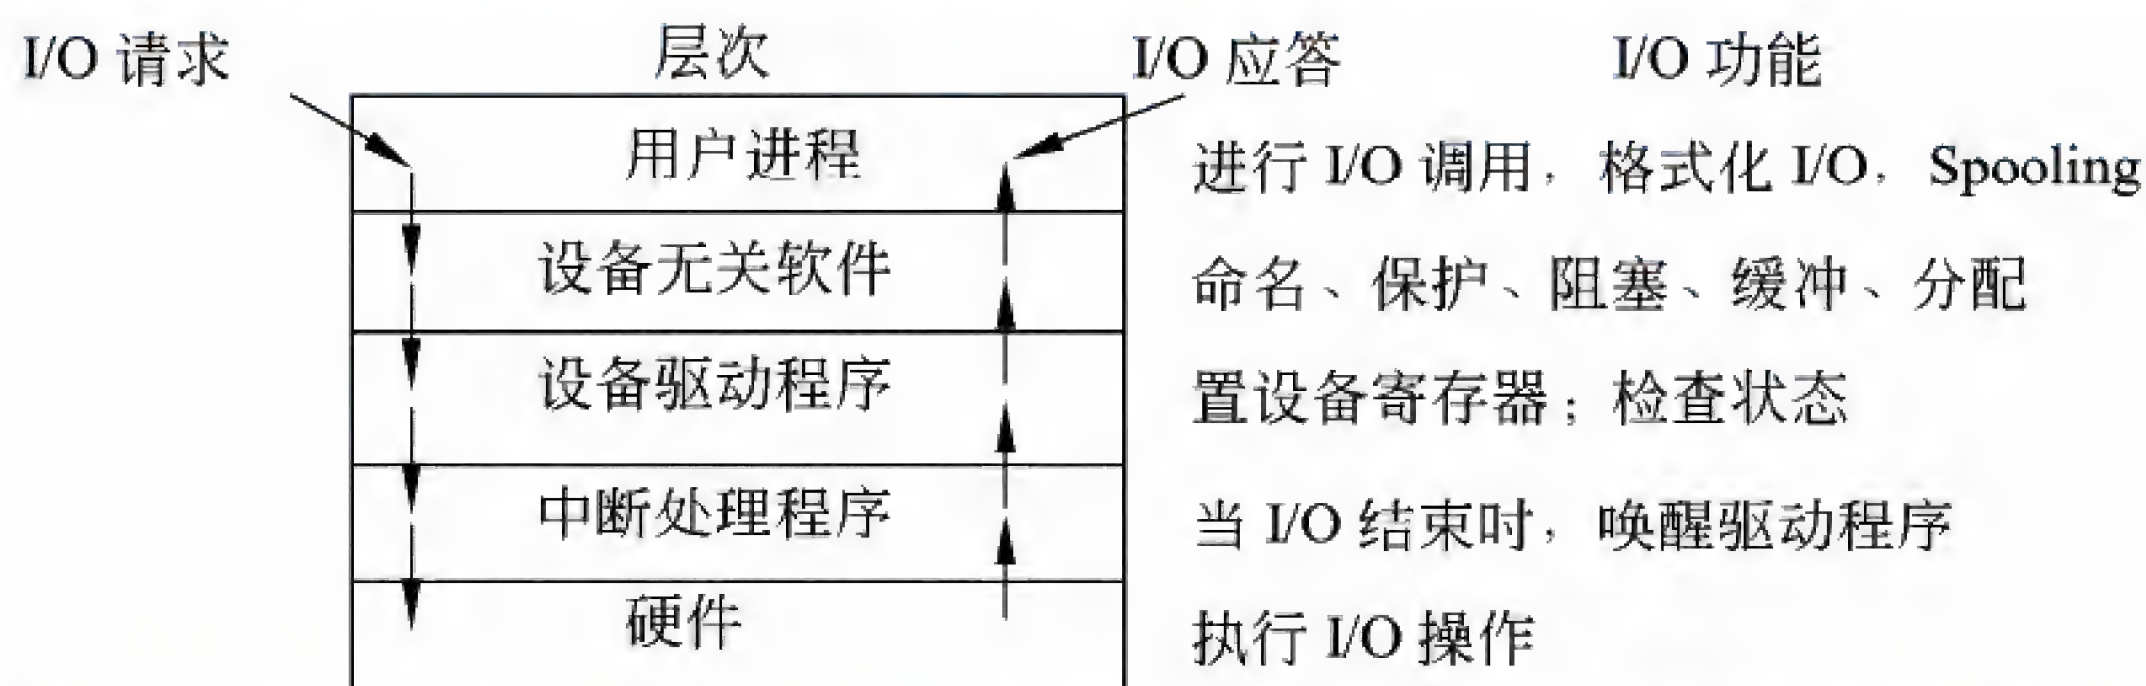 I/O 请求 层次 I/O 应答 I/O 功能
用户进程 进行 I/O 调用，格式化 I/O，Spooling
设备无关软件 命名、保护、阻塞、缓冲、分配
设备驱动程序 置设备寄存器；检查状态
中断处理程序 当 I/O 结束吋，唤醒驱动程序
硬件 执行 I/O 操作